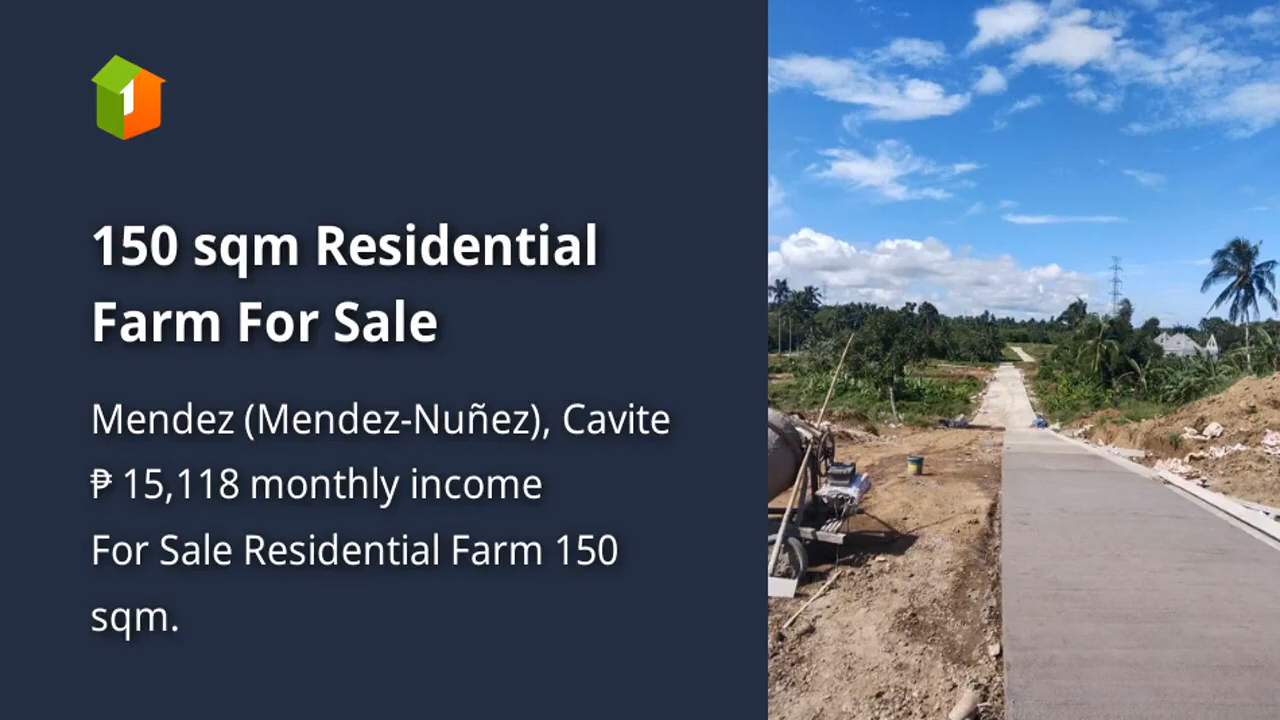 150 sqm Residential
Farm For Sale
Mendez (Mendez-Nuñez), Cavite
₱ 15,118 monthly income
For Sale Residential Farm 150
sqm.